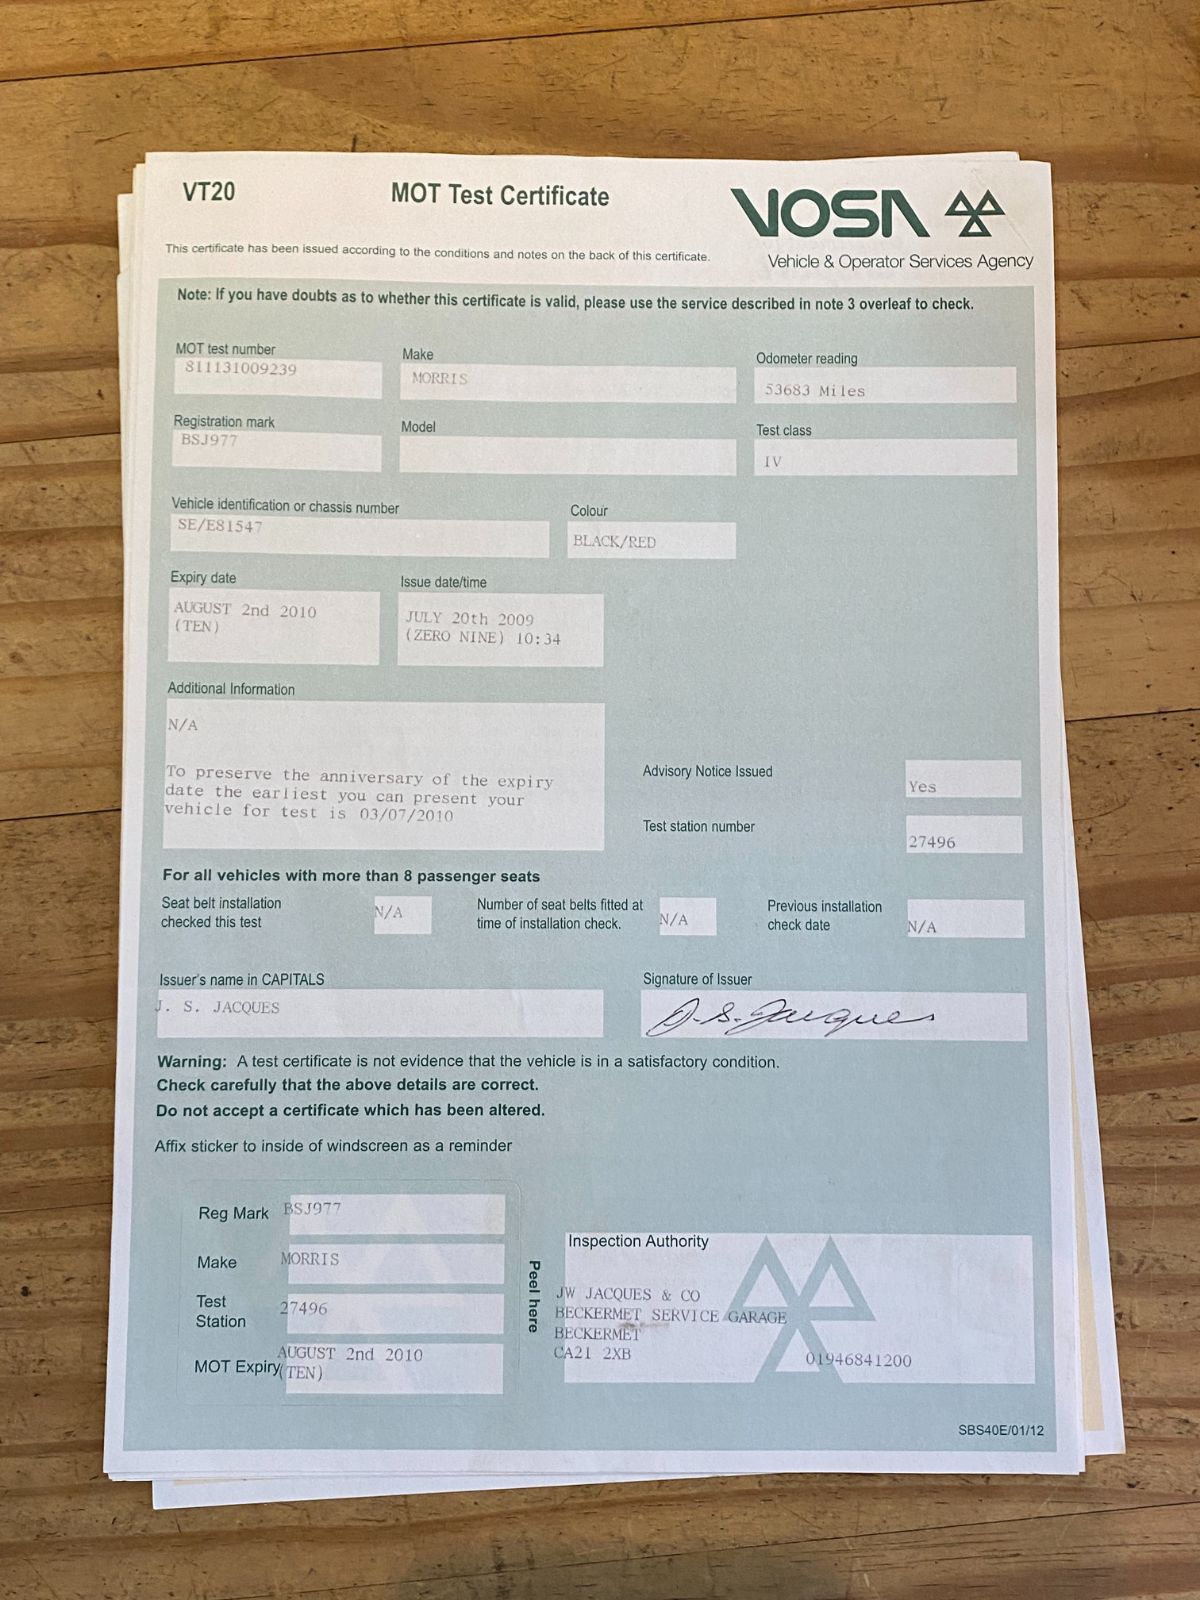 VT20
MOT Test Certificate
VOSA
Vehicle & Operator Services Agency
This certificate has been issued according to the conditions and notes on the back of this certificate.
Note: If you have doubts as to whether this certificate is valid, please use the service described in note 3 overleaf to check.
MOT test number
811131009239
Make
MORRIS
Odometer reading
53683 Miles
Registration mark
BSJ977
Model
Test class
IV
Vehicle identification or chassis number
SE/E81547
Colour
BLACK/RED
Expiry date
AUGUST 2nd 2010
(TEN)
Issue date/time
JULY 20th 2009
(ZERO NINE) 10:34
Additional Information
N/A
To preserve the anniversary of the expiry
date the earliest you can present your
vehicle for test is 03/07/2010
Advisory Notice Issued
Yes
Test station number
27496
For all vehicles with more than 8 passenger seats
Seat belt installation
checked this test
N/A
Number of seat belts fitted at
time of installation check.
N/A
Previous installation
check date
N/A
Issuer's name in CAPITALS
J. S. JACQUES
Signature of Issuer
J.S. Jacques
Warning: A test certificate is not evidence that the vehicle is in a satisfactory condition.
Check carefully that the above details are correct.
Do not accept a certificate which has been altered.
Affix sticker to inside of windscreen as a reminder
Reg Mark
BSJ977
Make
MORRIS
Test
Station
27496
MOT Expiry
AUGUST 2nd 2010
(TEN)
Peel here
Inspection Authority
JW JACQUES & CO
BECKERMET SERVICE GARAGE
BECKERMET
CA21 2XB
01946841200
SBS40E/01/12